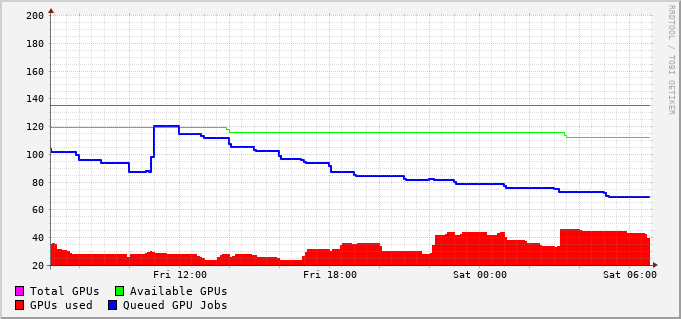 200
180
160
140
120
100
80
60
40
20
Fri 12:00 Fri 18:00 Sat 00:00 Sat 06:00
Total GPUs Available GPUs
GPUs used Queued GPU Jobs
RRDTOOL / TOBI OETIKER